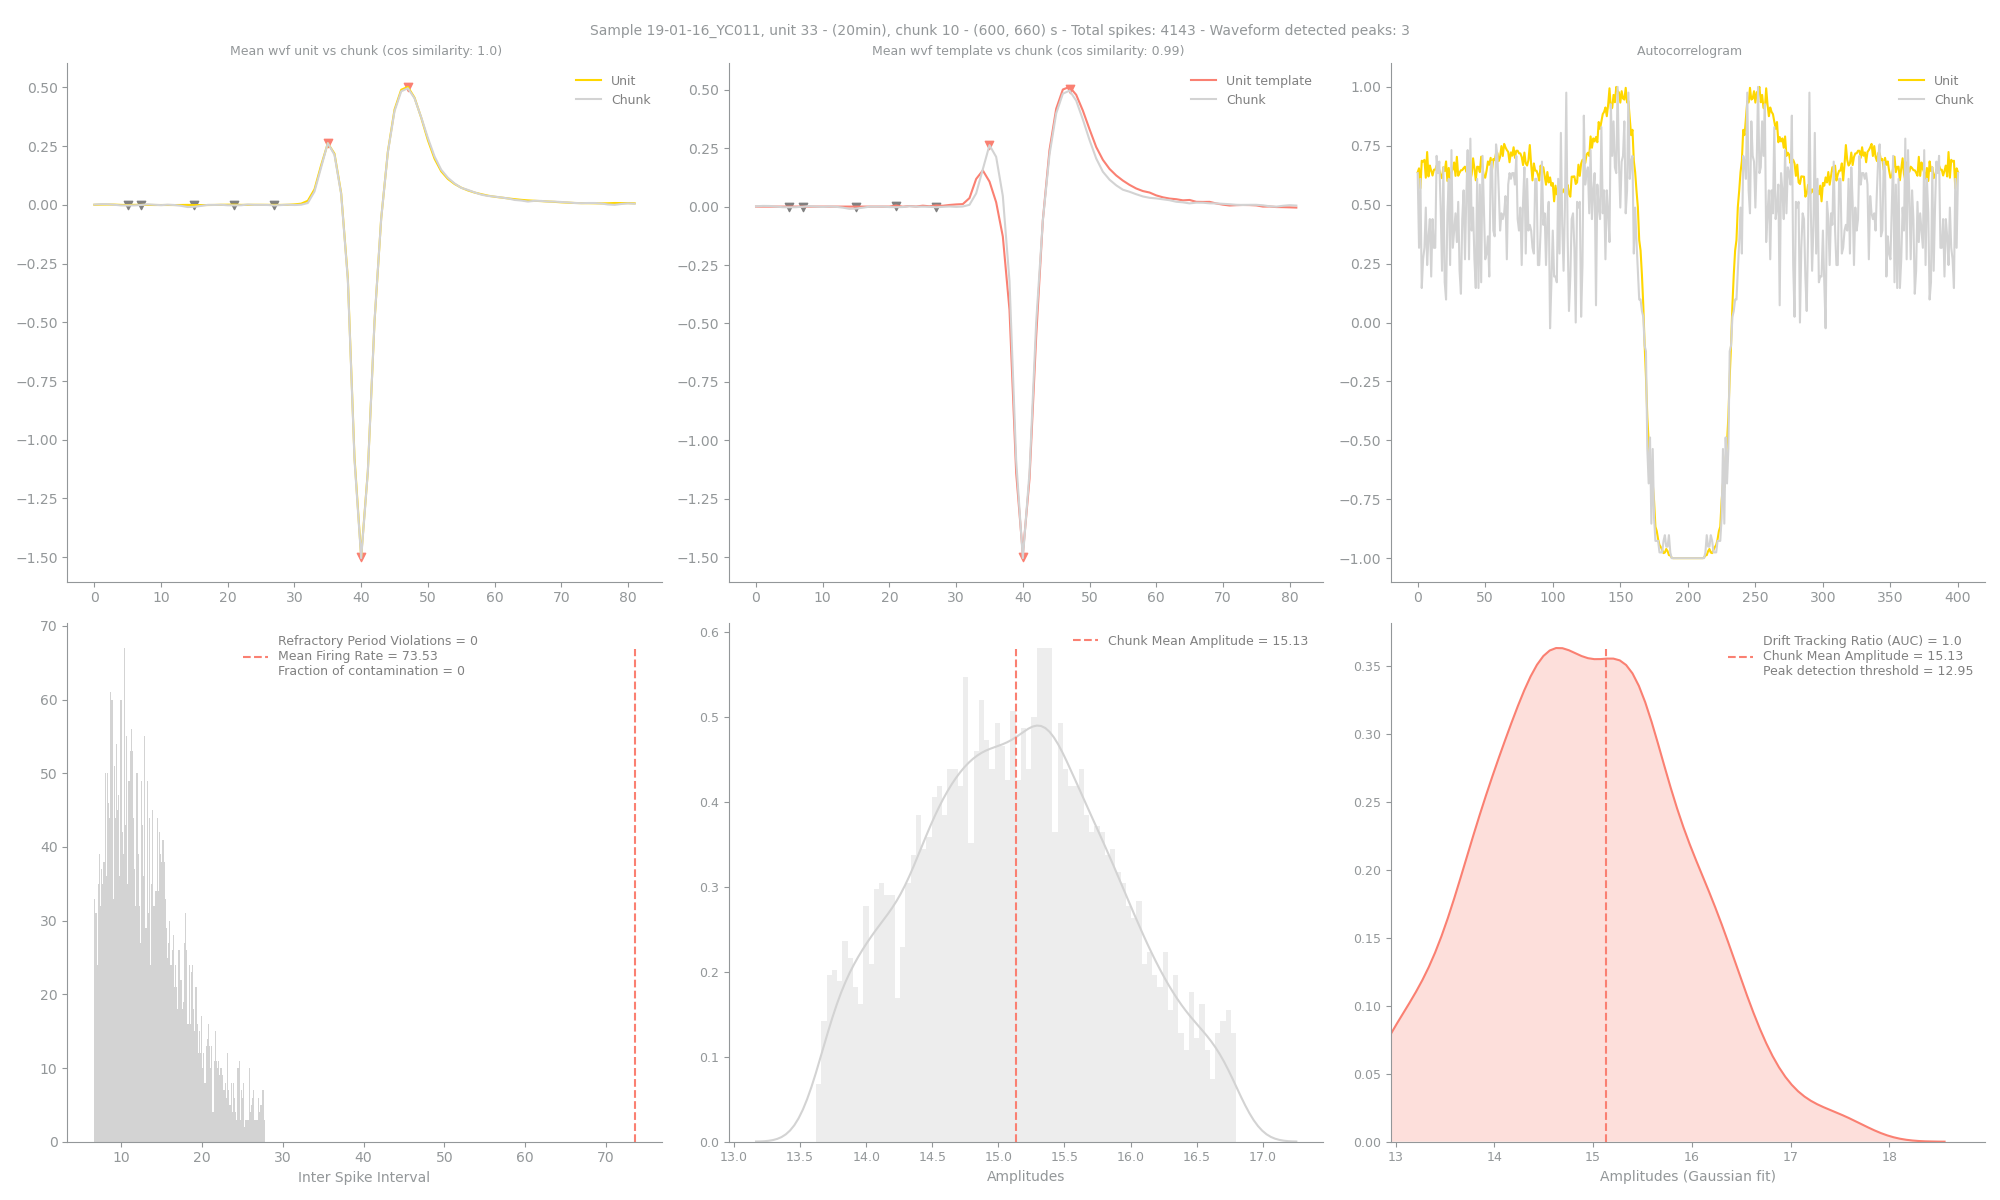 Sample 19-01-16_YC011, unit 33 - (20min), chunk 10 - (600, 660) s - Total spikes: 4143 - Waveform detected peaks: 3
Mean wvf unit vs chunk (cos similarity: 1.0)
Unit
Chunk
0.50
0.25
0.00
−0.25
−0.50
−0.75
−1.00
−1.25
−1.50
0 10 20 30 40 50 60 70 80
Mean wvf template vs chunk (cos similarity: 0.99)
Unit template
Chunk
0.50
0.25
0.00
−0.25
−0.50
−0.75
−1.00
−1.25
−1.50
0 10 20 30 40 50 60 70 80
Autocorrelogram
Unit
Chunk
1.00
0.75
0.50
0.25
0.00
−0.25
−0.50
−0.75
−1.00
0 50 100 150 200 250 300 350 400
Refractory Period Violations = 0
Mean Firing Rate = 73.53
Fraction of contamination = 0
70
60
50
40
30
20
10
0
10 20 30 40 50 60 70
Inter Spike Interval
Chunk Mean Amplitude = 15.13
0.6
0.5
0.4
0.3
0.2
0.1
0.0
13.0 13.5 14.0 14.5 15.0 15.5 16.0 16.5 17.0
Amplitudes
Drift Tracking Ratio (AUC) = 1.0
Chunk Mean Amplitude = 15.13
Peak detection threshold = 12.95
0.35
0.30
0.25
0.20
0.15
0.10
0.05
0.00
13 14 15 16 17 18
Amplitudes (Gaussian fit)